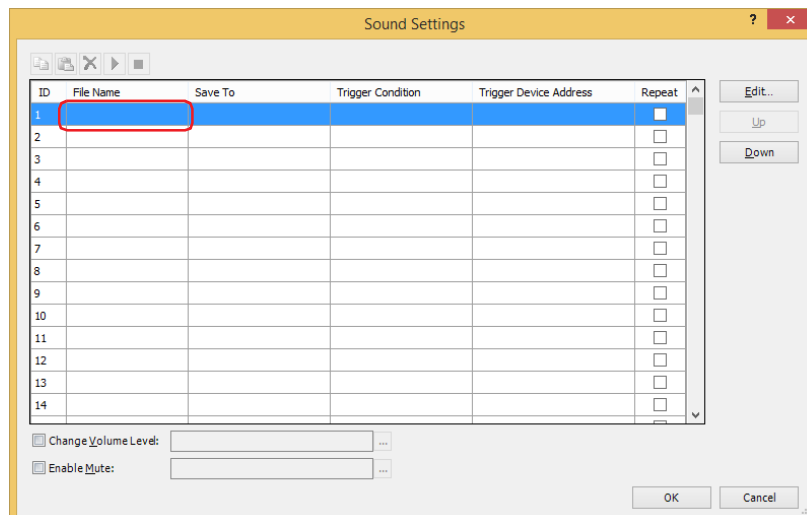 Sound Settings
? ×
ID File Name Save To Trigger Condition Trigger Device Address Repeat
1
2
3
4
5
6
7
8
9
10
11
12
13
14
Edit...
Up
Down
Change Volume Level: ...
Enable Mute: ...
OK Cancel